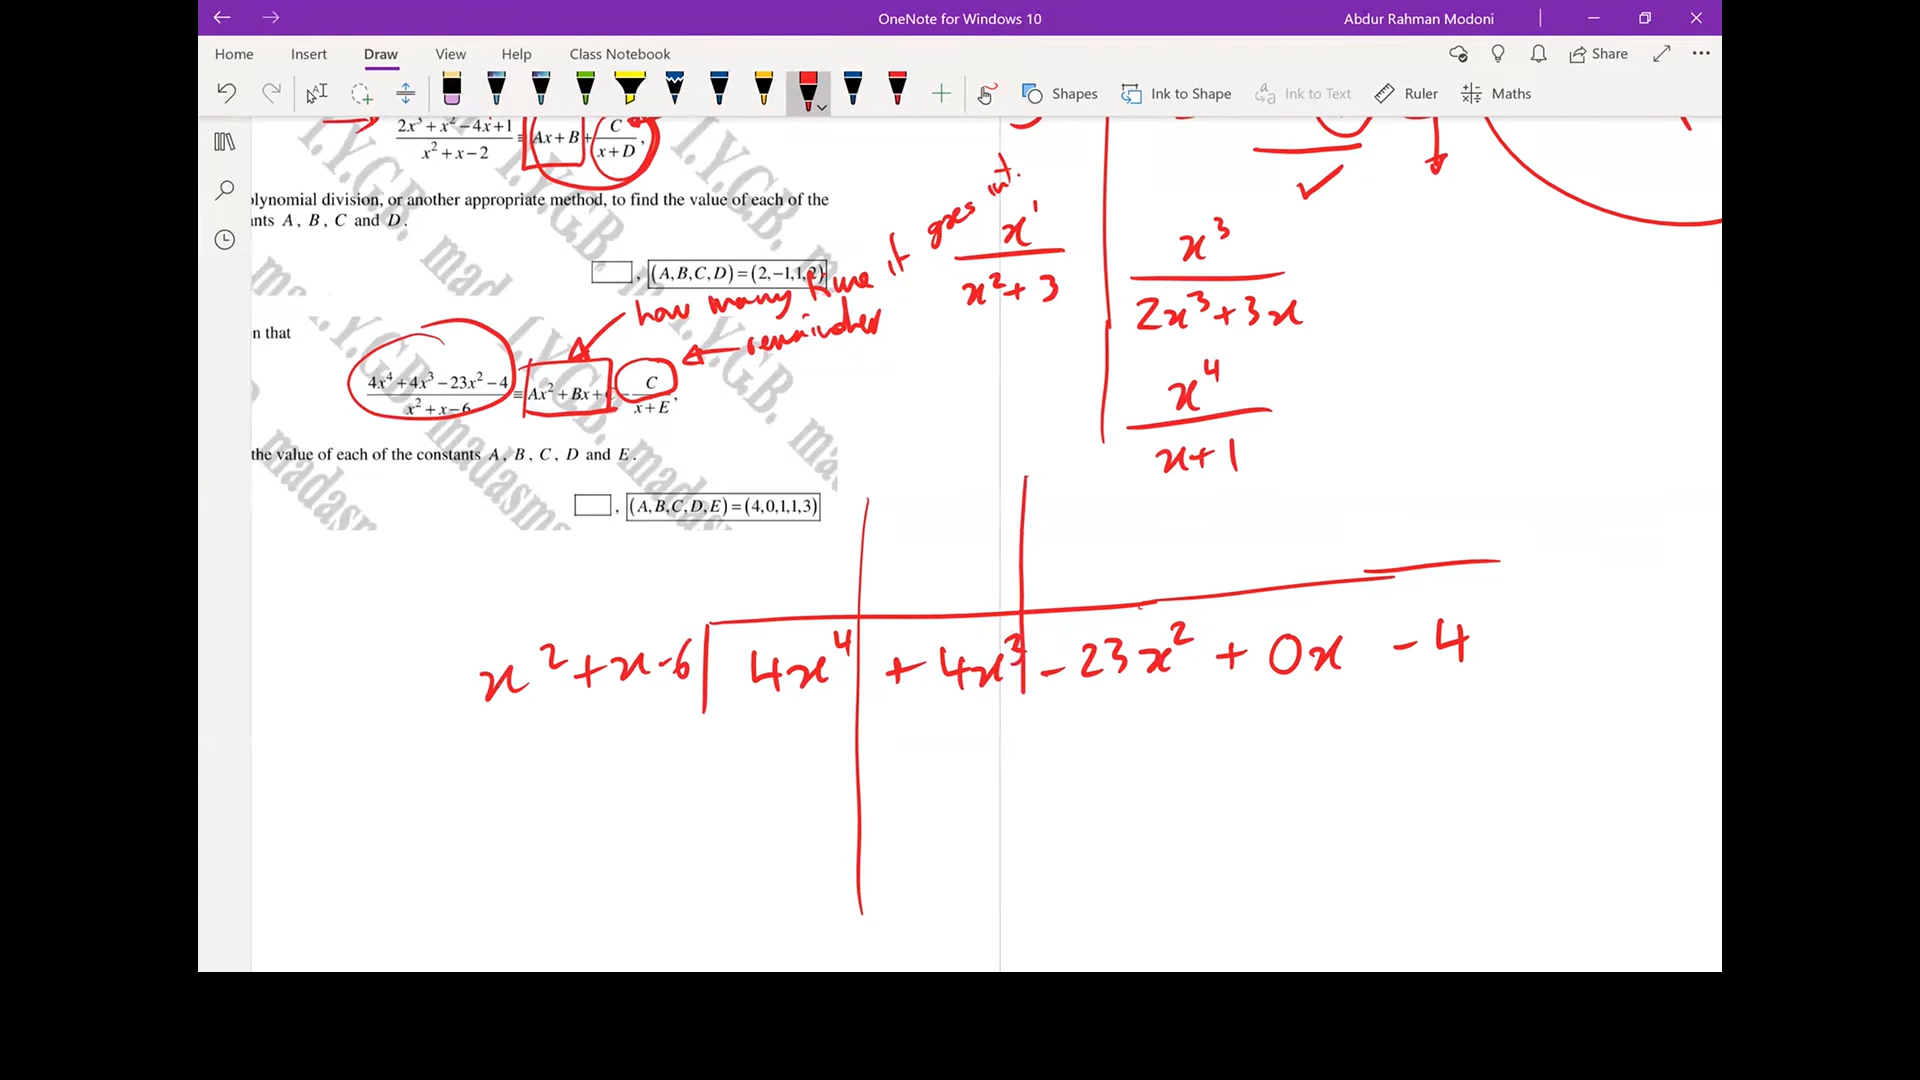 OneNote for Windows 10
Abdur Rahman Modoni
Home Insert Draw View Help Class Notebook
Share
Shapes Ink to Shape Ink to Text Ruler Maths
2x³ + x² − 4x + 1 / x² + x − 2 ≡ Ax + B + C / x + D ,
olynomial division, or another appropriate method, to find the value of each of the
nts A , B , C and D .
, (A,B,C,D) = (2,−1,1,2)
how many time it goes int.
remainder
n that
4x⁴ + 4x³ − 23x² − 4 / x² + x − 6 ≡ Ax² + Bx + C / x + E ,
the value of each of the constants A , B , C , D and E .
, (A,B,C,D,E) = (4,0,1,1,3)
x¹ / x² + 3
x³ / 2x³ + 3x
x⁴ / x + 1
x² + x − 6 | 4x⁴ + 4x³ − 23x² + 0x − 4
I.Y.G.B. I.Y.G.B. I.Y.G.B.
I.Y.G.B. I.Y.G.B. I.Y.G.B.